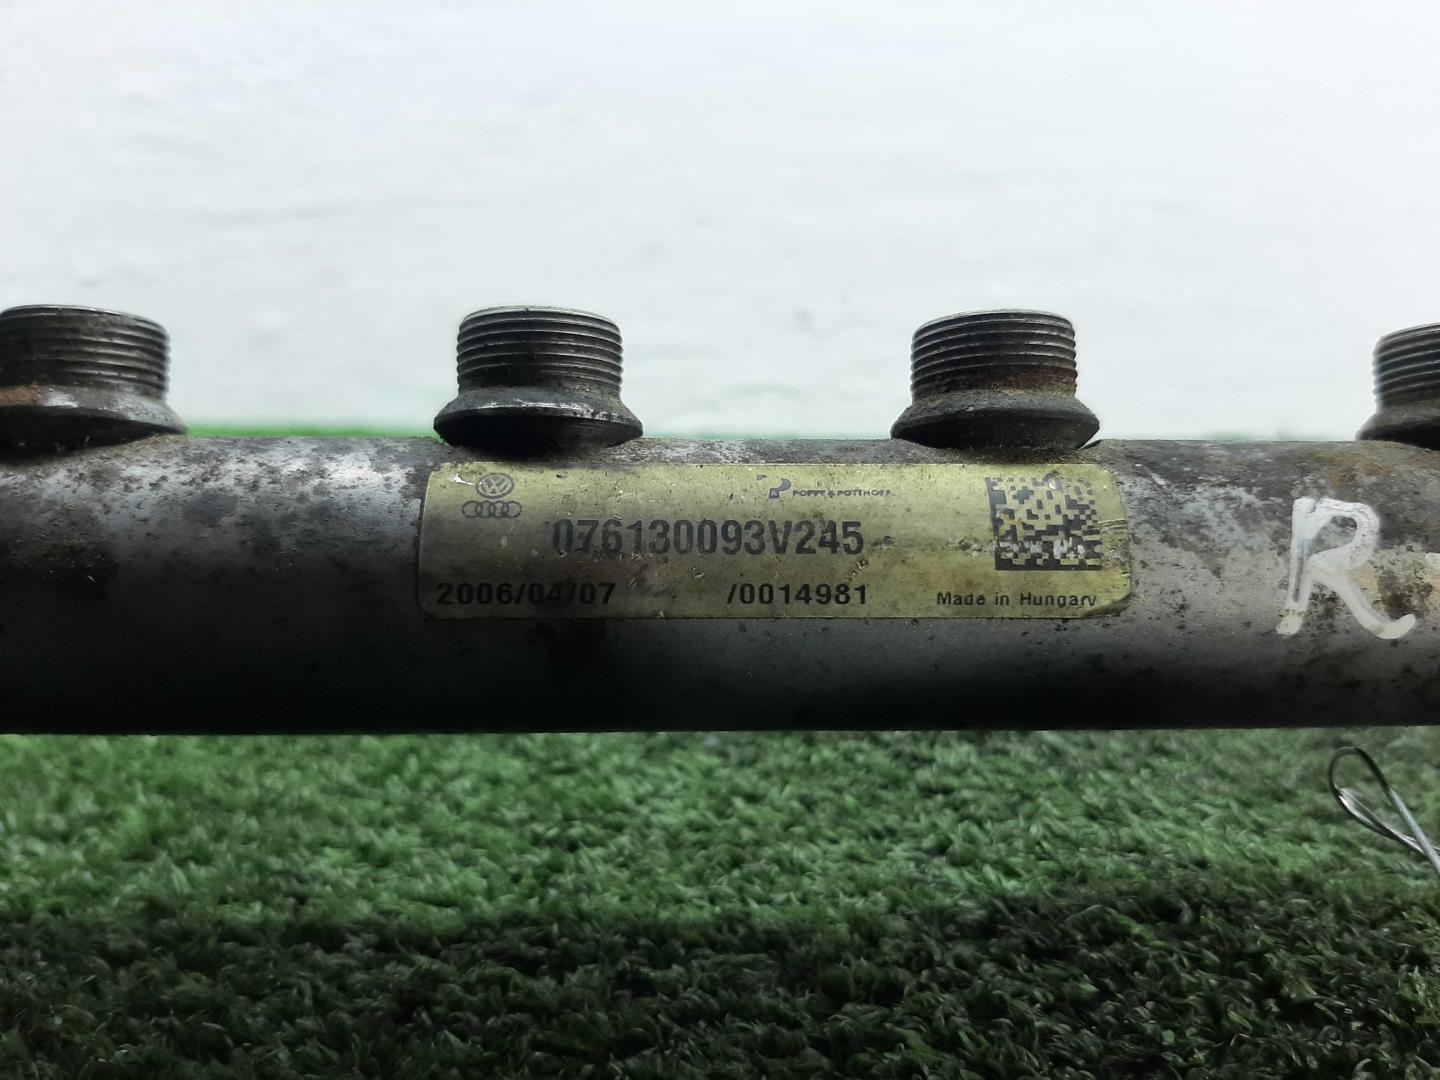 POPPE & POTTHOFF
076130093V245
2006/04/07 /0014981 Made in Hungary
R